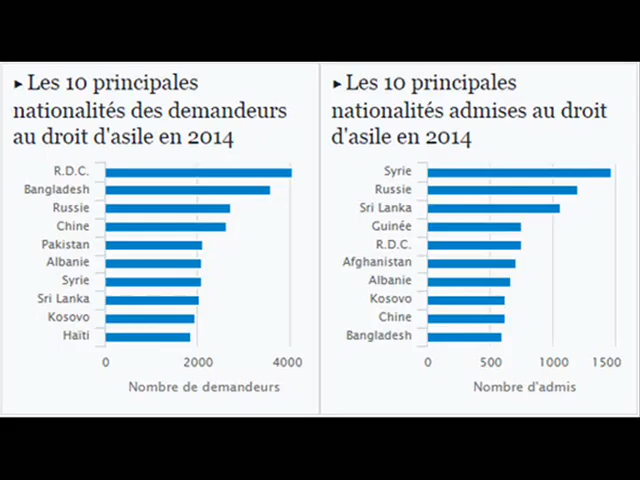 ► Les 10 principales
nationalités des demandeurs
au droit d'asile en 2014
R.D.C.
Bangladesh
Russie
Chine
Pakistan
Albanie
Syrie
Sri Lanka
Kosovo
Haïti
0 2000 4000
Nombre de demandeurs
► Les 10 principales
nationalités admises au droit
d'asile en 2014
Syrie
Russie
Sri Lanka
Guinée
R.D.C.
Afghanistan
Albanie
Kosovo
Chine
Bangladesh
0 500 1000 1500
Nombre d'admis